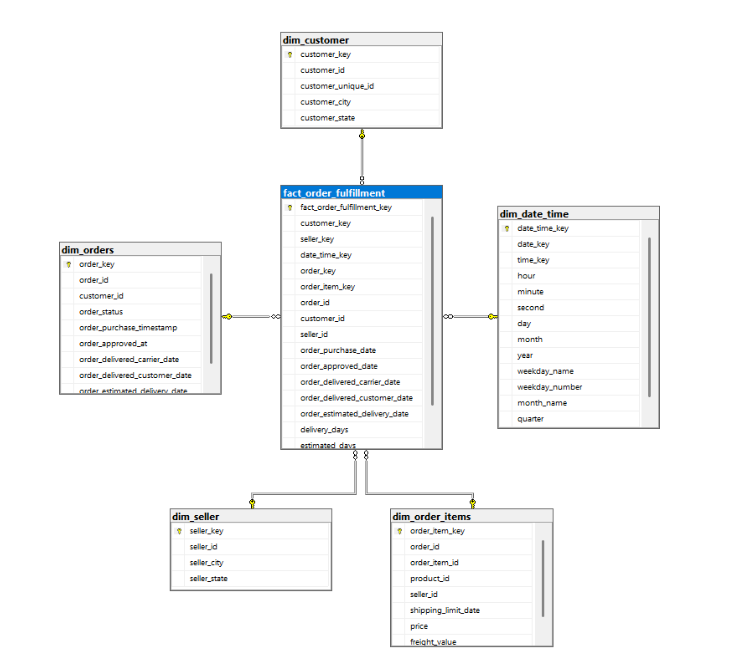 dim_customer
customer_key
customer_id
customer_unique_id
customer_city
customer_state
fact_order_fulfillment
fact_order_fulfillment_key
customer_key
seller_key
date_time_key
order_key
order_item_key
order_id
customer_id
seller_id
order_purchase_date
order_approved_date
order_delivered_carrier_date
order_delivered_customer_date
order_estimated_delivery_date
delivery_days
estimated_days
dim_date_time
date_time_key
date_key
time_key
hour
minute
second
day
month
year
weekday_name
weekday_number
month_name
quarter
dim_orders
order_key
order_id
customer_id
order_status
order_purchase_timestamp
order_approved_at
order_delivered_carrier_date
order_delivered_customer_date
order_estimated_delivery_date
dim_seller
seller_key
seller_id
seller_city
seller_state
dim_order_items
order_item_key
order_id
order_item_id
product_id
seller_id
shipping_limit_date
price
freight_value